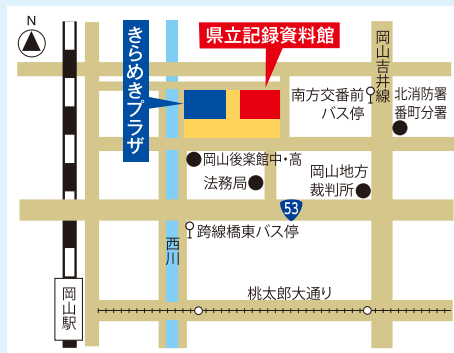 N
きらめきプラザ
県立記録資料館
岡山吉井線
南方交番前
バス停
北消防署
番町分署
岡山後楽館中・高
法務局
岡山地方
裁判所
53
跨線橋東バス停
西川
岡山駅
桃太郎大通り